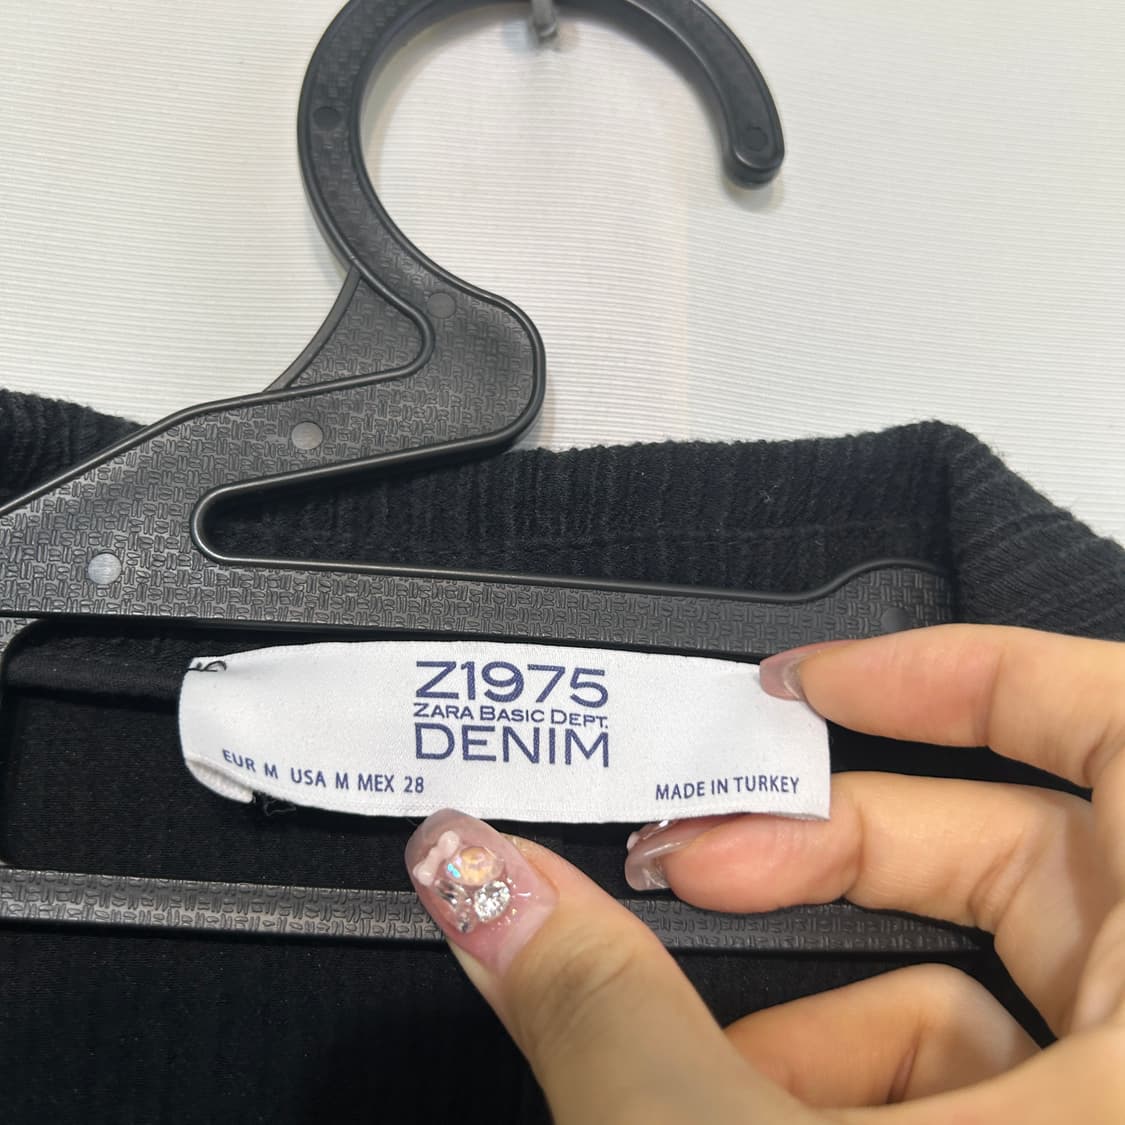 Z1975
ZARA BASIC DEPT.
DENIM
EUR M USA M MEX 28
MADE IN TURKEY